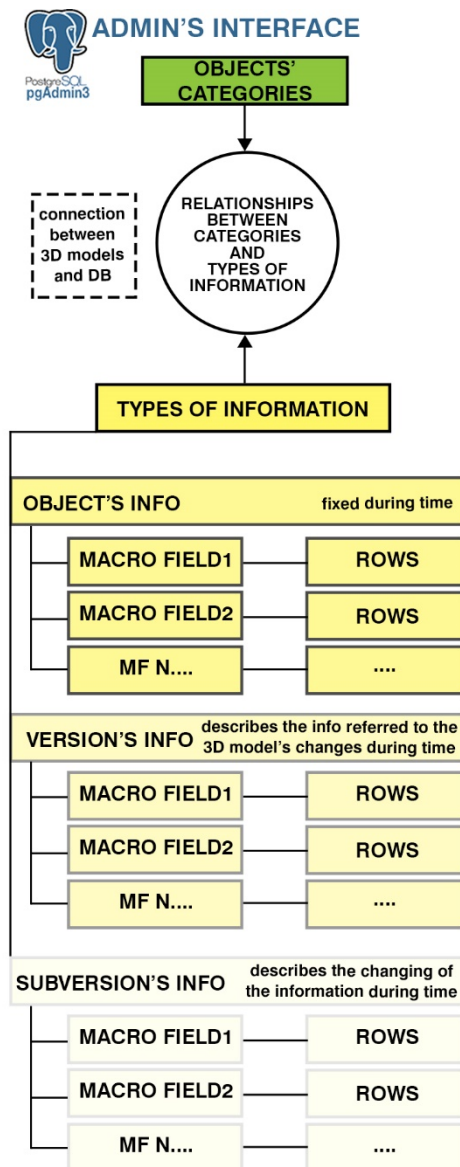 ADMIN'S INTERFACE
PostgreSQL
pgAdmin3
OBJECTS'
CATEGORIES
connection
between
3D models
and DB
RELATIONSHIPS
BETWEEN
CATEGORIES
AND
TYPES OF
INFORMATION
TYPES OF INFORMATION
OBJECT'S INFO fixed during time
MACRO FIELD1 ROWS
MACRO FIELD2 ROWS
MF N.... ....
VERSION'S INFO describes the info referred to the
3D model's changes during time
MACRO FIELD1 ROWS
MACRO FIELD2 ROWS
MF N.... ....
SUBVERSION'S INFO describes the changing of
the information during time
MACRO FIELD1 ROWS
MACRO FIELD2 ROWS
MF N.... ....